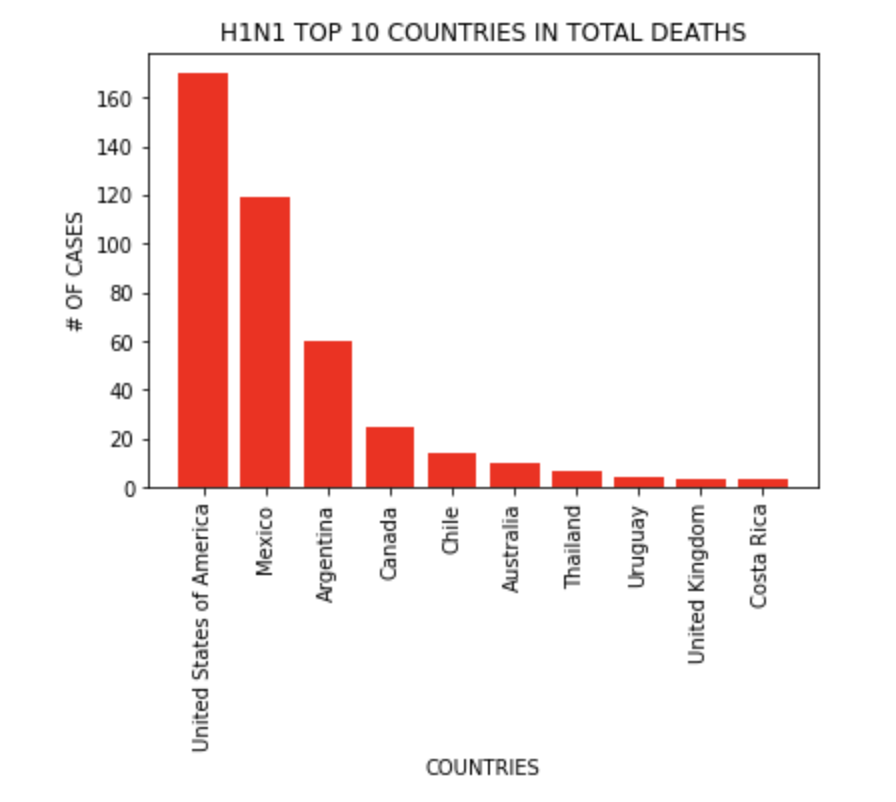 H1N1 TOP 10 COUNTRIES IN TOTAL DEATHS
# OF CASES
160
140
120
100
80
60
40
20
0
United States of America
Mexico
Argentina
Canada
Chile
Australia
Thailand
Uruguay
United Kingdom
Costa Rica
COUNTRIES